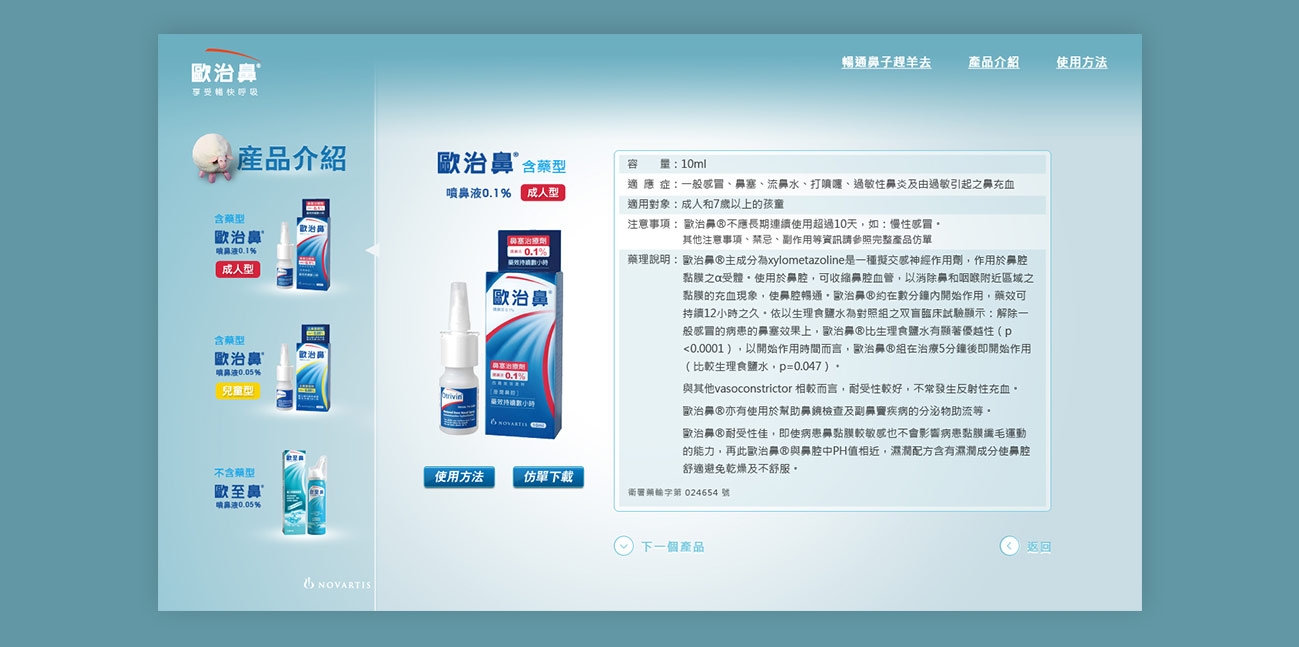 歐治鼻®
享受暢快呼吸
暢通鼻子趕羊去
產品介紹
使用方法
產品介紹
含藥型
歐治鼻®
噴鼻液0.1%
成人型
含藥型
歐治鼻®
噴鼻液0.05%
兒童型
不含藥型
歐至鼻®
噴鼻液0.05%
NOVARTIS
歐治鼻® 含藥型
噴鼻液0.1% 成人型
鼻塞治療劑
0.1%
藥效持續數小時
歐治鼻®
鼻塞治療劑
0.1%
藥效持續數小時
NOVARTIS
Otrivin
使用方法
仿單下載
容 量：10ml
適 應 症：一般感冒、鼻塞、流鼻水、打噴嚏、過敏性鼻炎及由過敏引起之鼻充血
適用對象：成人和7歲以上的孩童
注意事項： 歐治鼻®不應長期連續使用超過10天，如：慢性感冒。
其他注意事項、禁忌、副作用等資訊請參照完整產品仿單
藥理說明： 歐治鼻®主成分為xylometazoline是一種擬交感神經作用劑，作用於鼻腔
黏膜之α受體。使用於鼻腔，可收縮鼻腔血管，以消除鼻和咽喉附近區域之
黏膜的充血現象，使鼻腔暢通。歐治鼻®約在數分鐘內開始作用，藥效可
持續12小時之久。依以生理食鹽水為對照組之双盲臨床試驗顯示：解除一
般感冒的病患的鼻塞效果上，歐治鼻®比生理食鹽水有顯著優越性（p
<0.0001），以開始作用時間而言，歐治鼻®組在治療5分鐘後即開始作用
（比較生理食鹽水，p=0.047）。
與其他vasoconstrictor 相較而言，耐受性較好，不常發生反射性充血。
歐治鼻®亦有使用於幫助鼻鏡檢查及副鼻竇疾病的分泌物助流等。
歐治鼻®耐受性佳，即使病患鼻黏膜較敏感也不會影響病患黏膜纖毛運動
的能力，再此歐治鼻®與鼻腔中PH值相近，濕潤配方含有濕潤成分使鼻腔
舒適避免乾燥及不舒服。
衛署藥輸字第 024654 號
下一個產品
返回